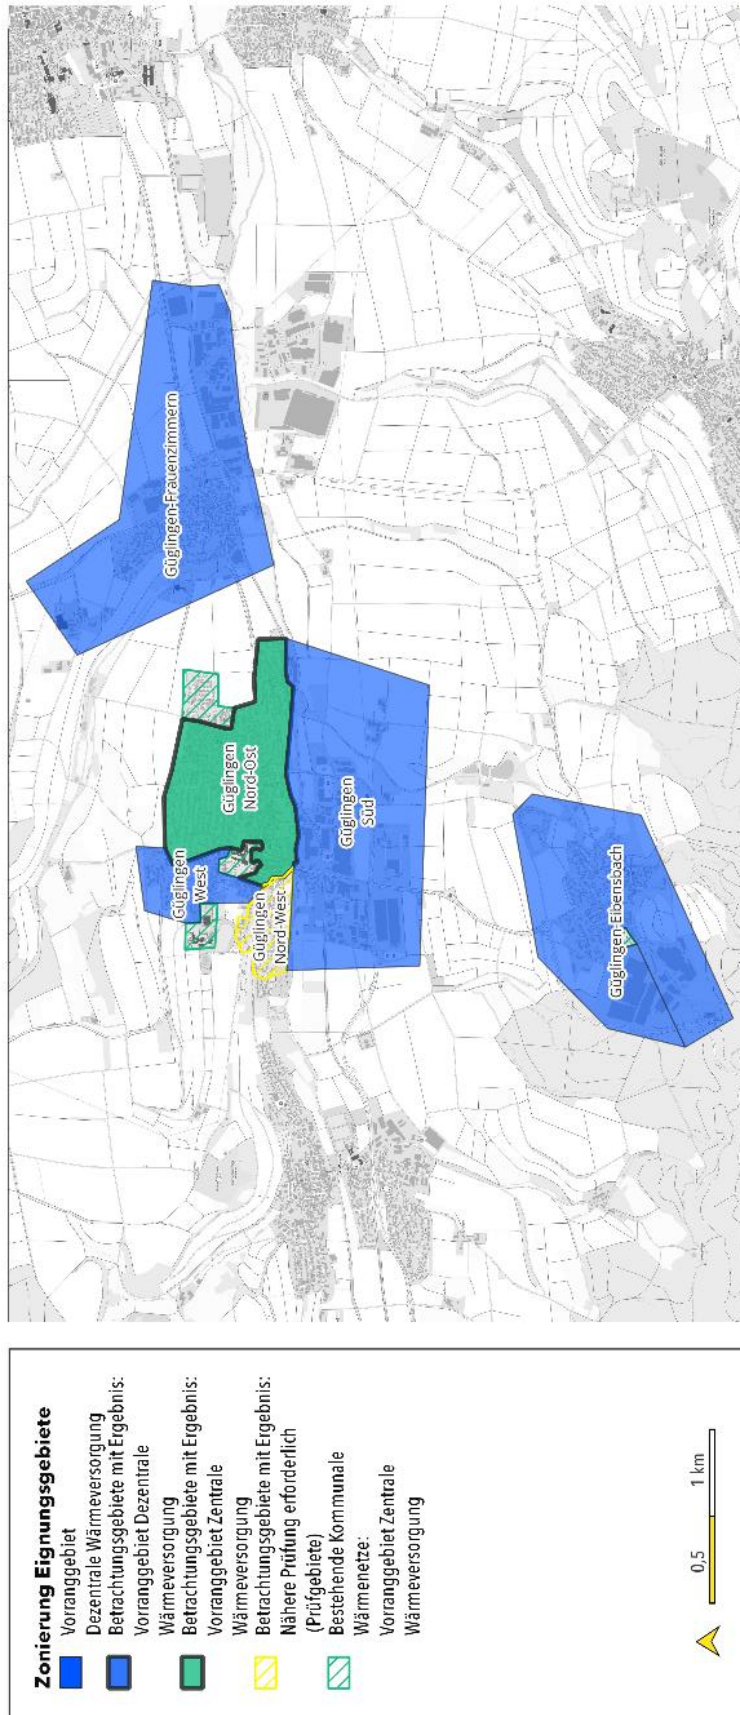 Zonierung Eignungsgebiete
Vorranggebiet
Dezentrale Wärmeversorgung
Betrachtungsgebiete mit Ergebnis:
Vorranggebiet Dezentrale
Wärmeversorgung
Betrachtungsgebiete mit Ergebnis:
Vorranggebiet Zentrale
Wärmeversorgung
Betrachtungsgebiete mit Ergebnis:
Nähere Prüfung erforderlich
(Prüfgebiete)
Bestehende Kommunale
Wärmenetze:
Vorranggebiet Zentrale
Wärmeversorgung
0,5
1 km
Güglingen-Frauenzimmern
Güglingen
Nord-Ost
Güglingen
West
Güglingen
Nord-West
Güglingen
Süd
Güglingen-Eibensbach